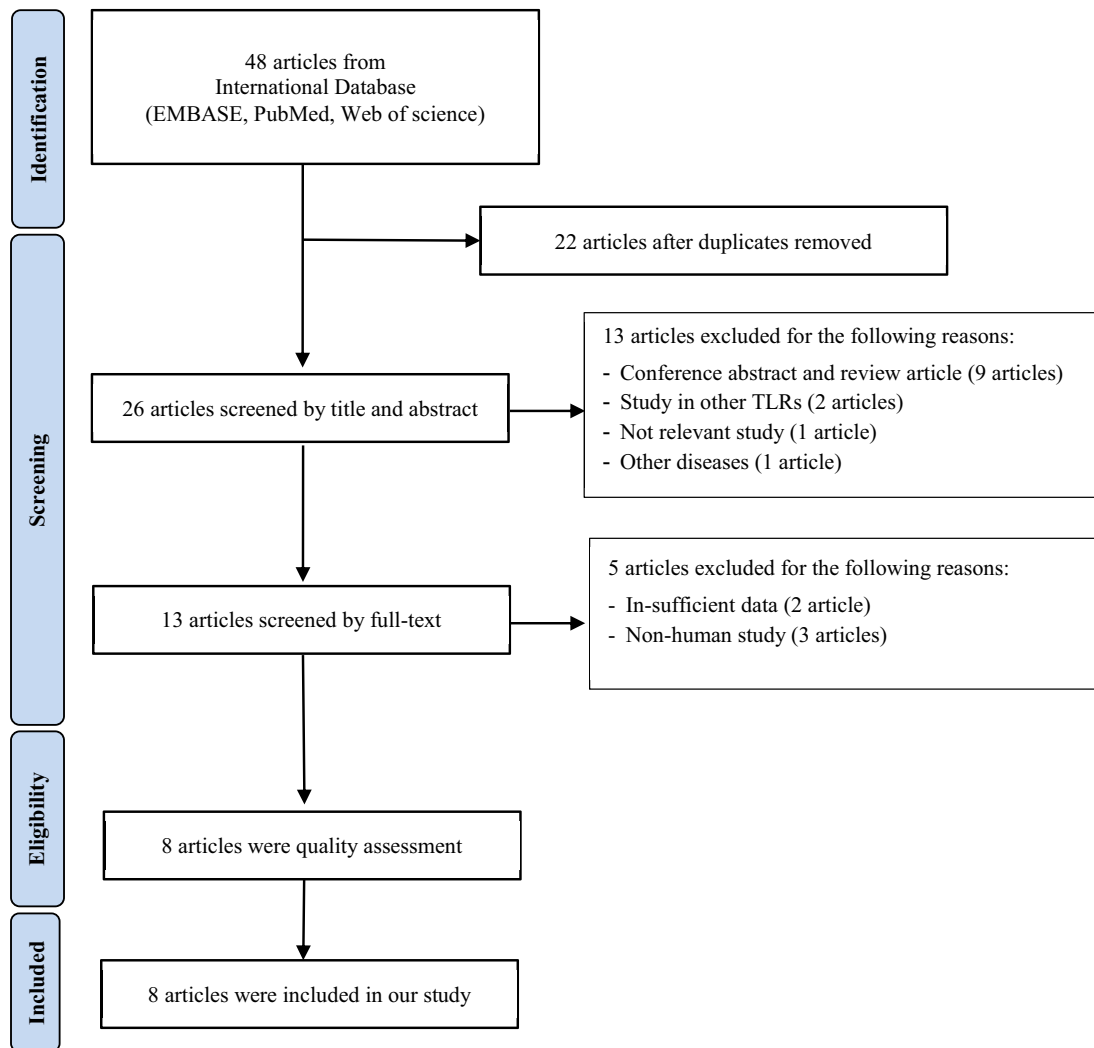 Identification
48 articles from
International Database
(EMBASE, PubMed, Web of science)
22 articles after duplicates removed
Screening
26 articles screened by title and abstract
13 articles excluded for the following reasons:
- Conference abstract and review article (9 articles)
- Study in other TLRs (2 articles)
- Not relevant study (1 article)
- Other diseases (1 article)
13 articles screened by full-text
5 articles excluded for the following reasons:
- In-sufficient data (2 article)
- Non-human study (3 articles)
Eligibility
8 articles were quality assessment
Included
8 articles were included in our study